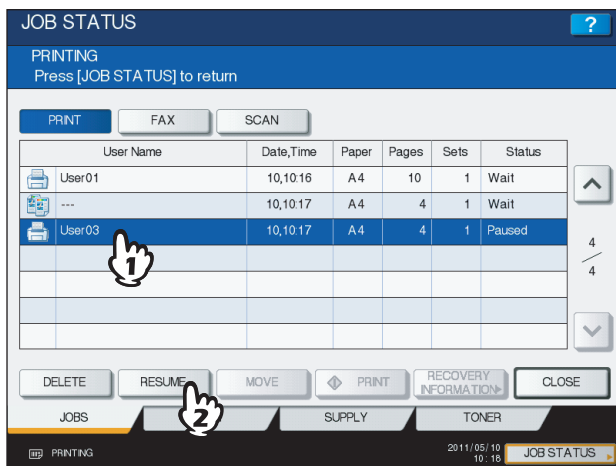 JOB STATUS
?
PRINTING
Press [JOB STATUS] to return
PRINT FAX SCAN
User Name Date,Time Paper Pages Sets Status
User01 10,10:16 A4 10 1 Wait
--- 10,10:17 A4 4 1 Wait
User03 10,10:17 A4 4 1 Paused
1
4
4
DELETE RESUME MOVE PRINT RECOVERY INFORMATION CLOSE
2
JOBS SUPPLY TONER
PRINTING 2011/05/10
10:16 JOB STATUS